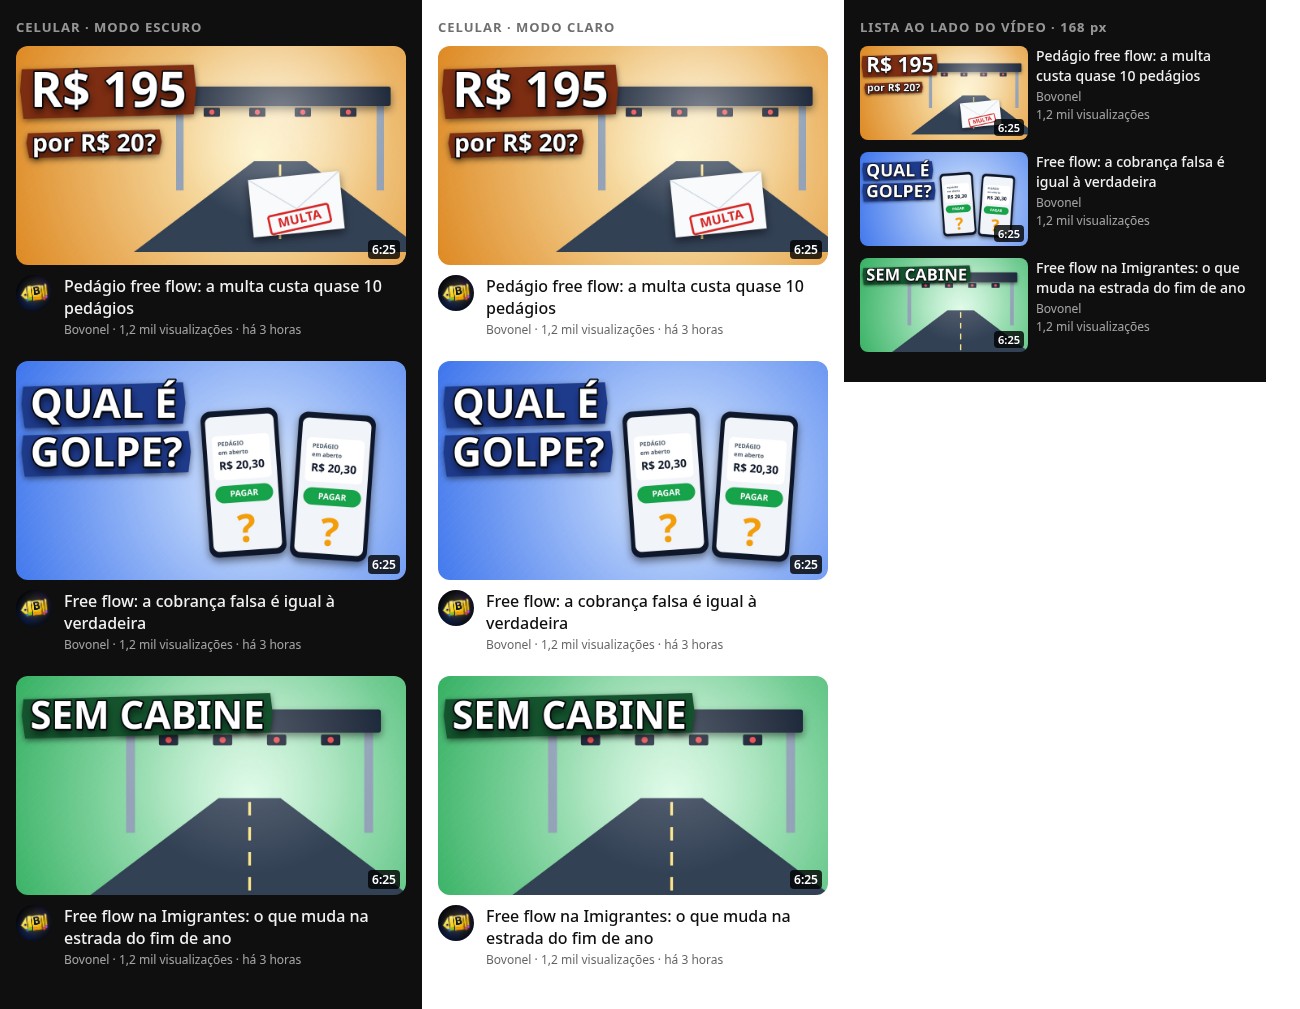 CELULAR · MODO ESCURO
R$ 195
por R$ 20?
MULTA
6:25
Pedágio free flow: a multa custa quase 10
pedágios
Bovonel · 1,2 mil visualizações · há 3 horas
QUAL É
GOLPE?
PEDÁGIO
em aberto
R$ 20,30
PAGAR
?
PEDÁGIO
em aberto
R$ 20,30
PAGAR
?
6:25
B
Free flow: a cobrança falsa é igual à
verdadeira
Bovonel · 1,2 mil visualizações · há 3 horas
SEM CABINE
6:25
B
Free flow na Imigrantes: o que muda na
estrada do fim de ano
Bovonel · 1,2 mil visualizações · há 3 horas
CELULAR · MODO CLARO
R$ 195
por R$ 20?
MULTA
6:25
B
Pedágio free flow: a multa custa quase 10
pedágios
Bovonel · 1,2 mil visualizações · há 3 horas
QUAL É
GOLPE?
PEDÁGIO
em aberto
R$ 20,30
PAGAR
?
PEDÁGIO
em aberto
R$ 20,30
PAGAR
?
6:25
B
Free flow: a cobrança falsa é igual à
verdadeira
Bovonel · 1,2 mil visualizações · há 3 horas
SEM CABINE
6:25
B
Free flow na Imigrantes: o que muda na
estrada do fim de ano
Bovonel · 1,2 mil visualizações · há 3 horas
LISTA AO LADO DO VÍDEO · 168 px
R$ 195
por R$ 20?
MULTA
6:25
Pedágio free flow: a multa
custa quase 10 pedágios
Bovonel
1,2 mil visualizações
QUAL É
GOLPE?
R$ 20,30
PAGAR
?
R$ 20,30
PAGAR
?
6:25
Free flow: a cobrança falsa é
igual à verdadeira
Bovonel
1,2 mil visualizações
SEM CABINE
6:25
Free flow na Imigrantes: o que
muda na estrada do fim de ano
Bovonel
1,2 mil visualizações